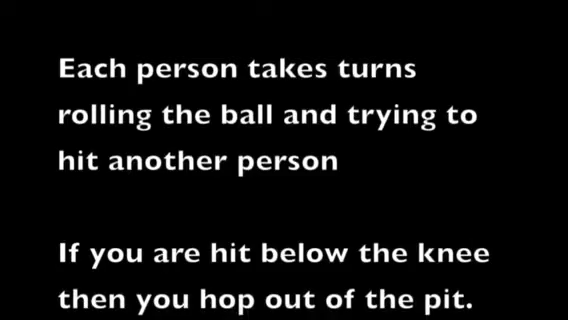 Each person takes turns
rolling the ball and trying to
hit another person
If you are hit below the knee
then you hop out of the pit.